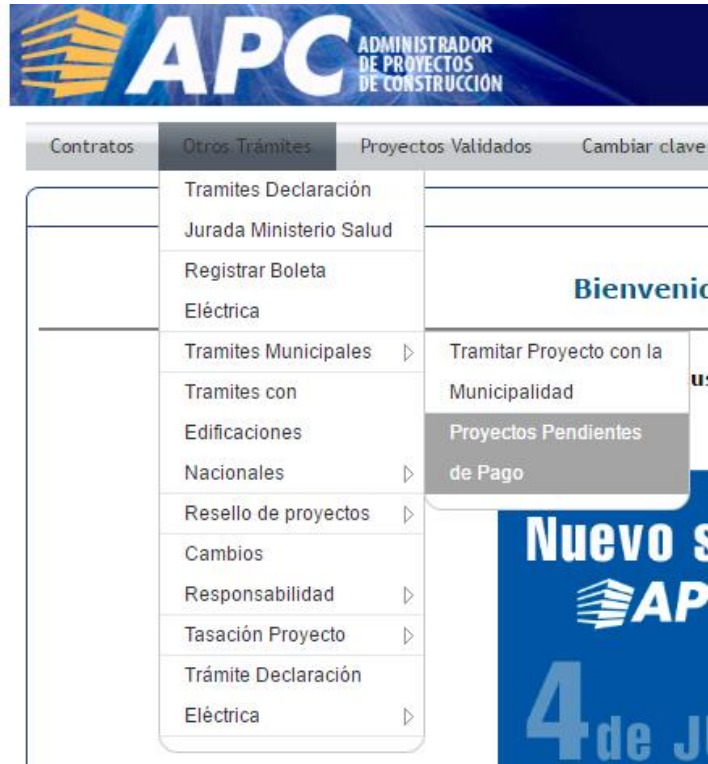 APC ADMINISTRADOR
DE PROYECTOS
DE CONSTRUCCIÓN
Contratos Otros Trámites Proyectos Validados Cambiar clave
Tramites Declaración
Jurada Ministerio Salud
Registrar Boleta
Eléctrica
Tramites Municipales
Tramites con
Edificaciones
Nacionales
Resello de proyectos
Cambios
Responsabilidad
Tasación Proyecto
Trámite Declaración
Eléctrica
Tramitar Proyecto con la
Municipalidad
Proyectos Pendientes
de Pago
Nuevo
4 de